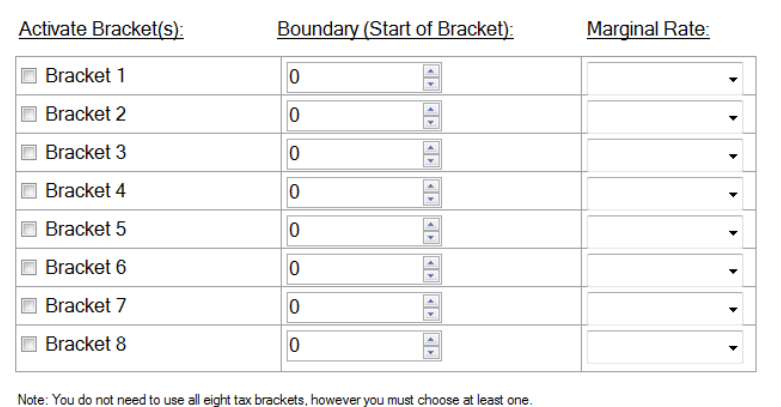 Activate Bracket(s): Boundary (Start of Bracket): Marginal Rate:
Bracket 1 0
Bracket 2 0
Bracket 3 0
Bracket 4 0
Bracket 5 0
Bracket 6 0
Bracket 7 0
Bracket 8 0
Note: You do not need to use all eight tax brackets, however you must choose at least one.